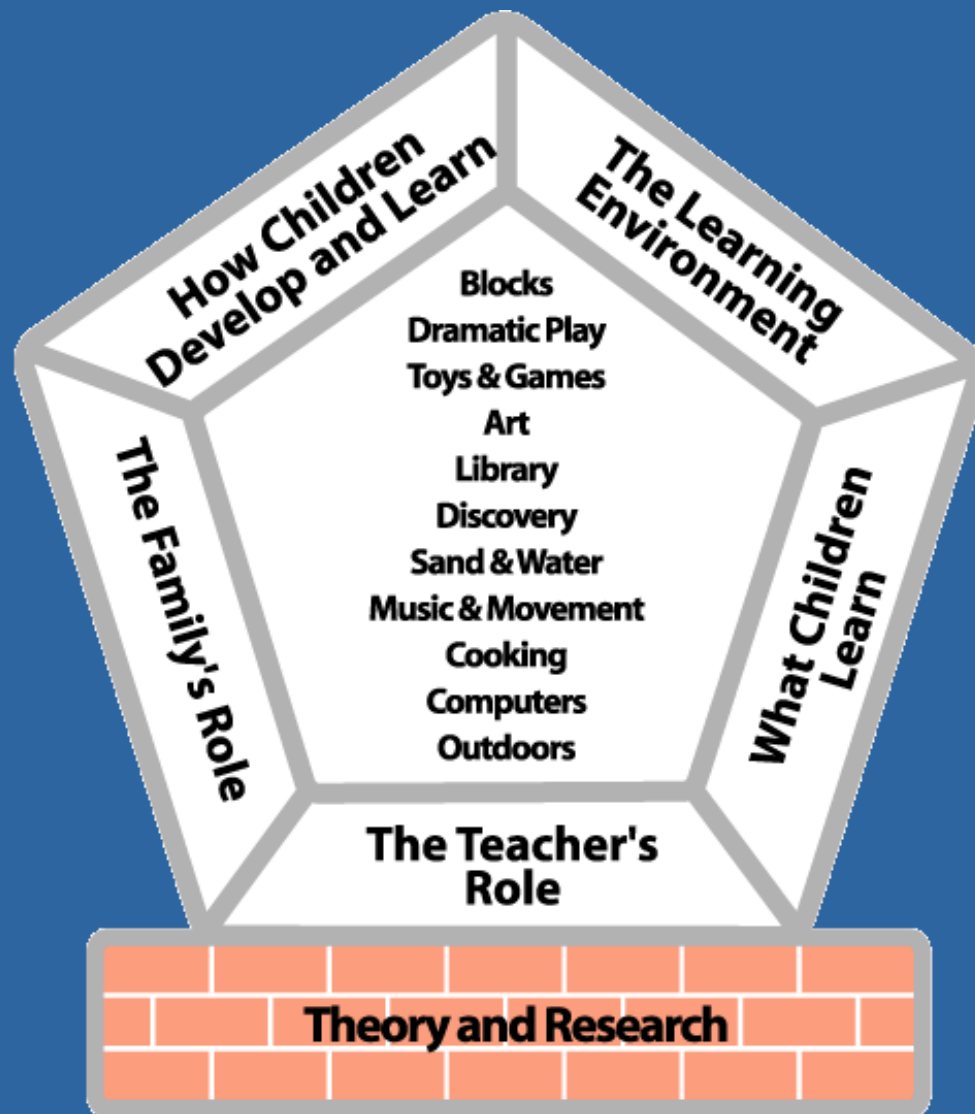 How Children
Develop and Learn
The Learning
Environment
Blocks
Dramatic Play
Toys & Games
Art
Library
Discovery
Sand & Water
Music & Movement
Cooking
Computers
Outdoors
The Family's Role
What Children
Learn
The Teacher's
Role
Theory and Research